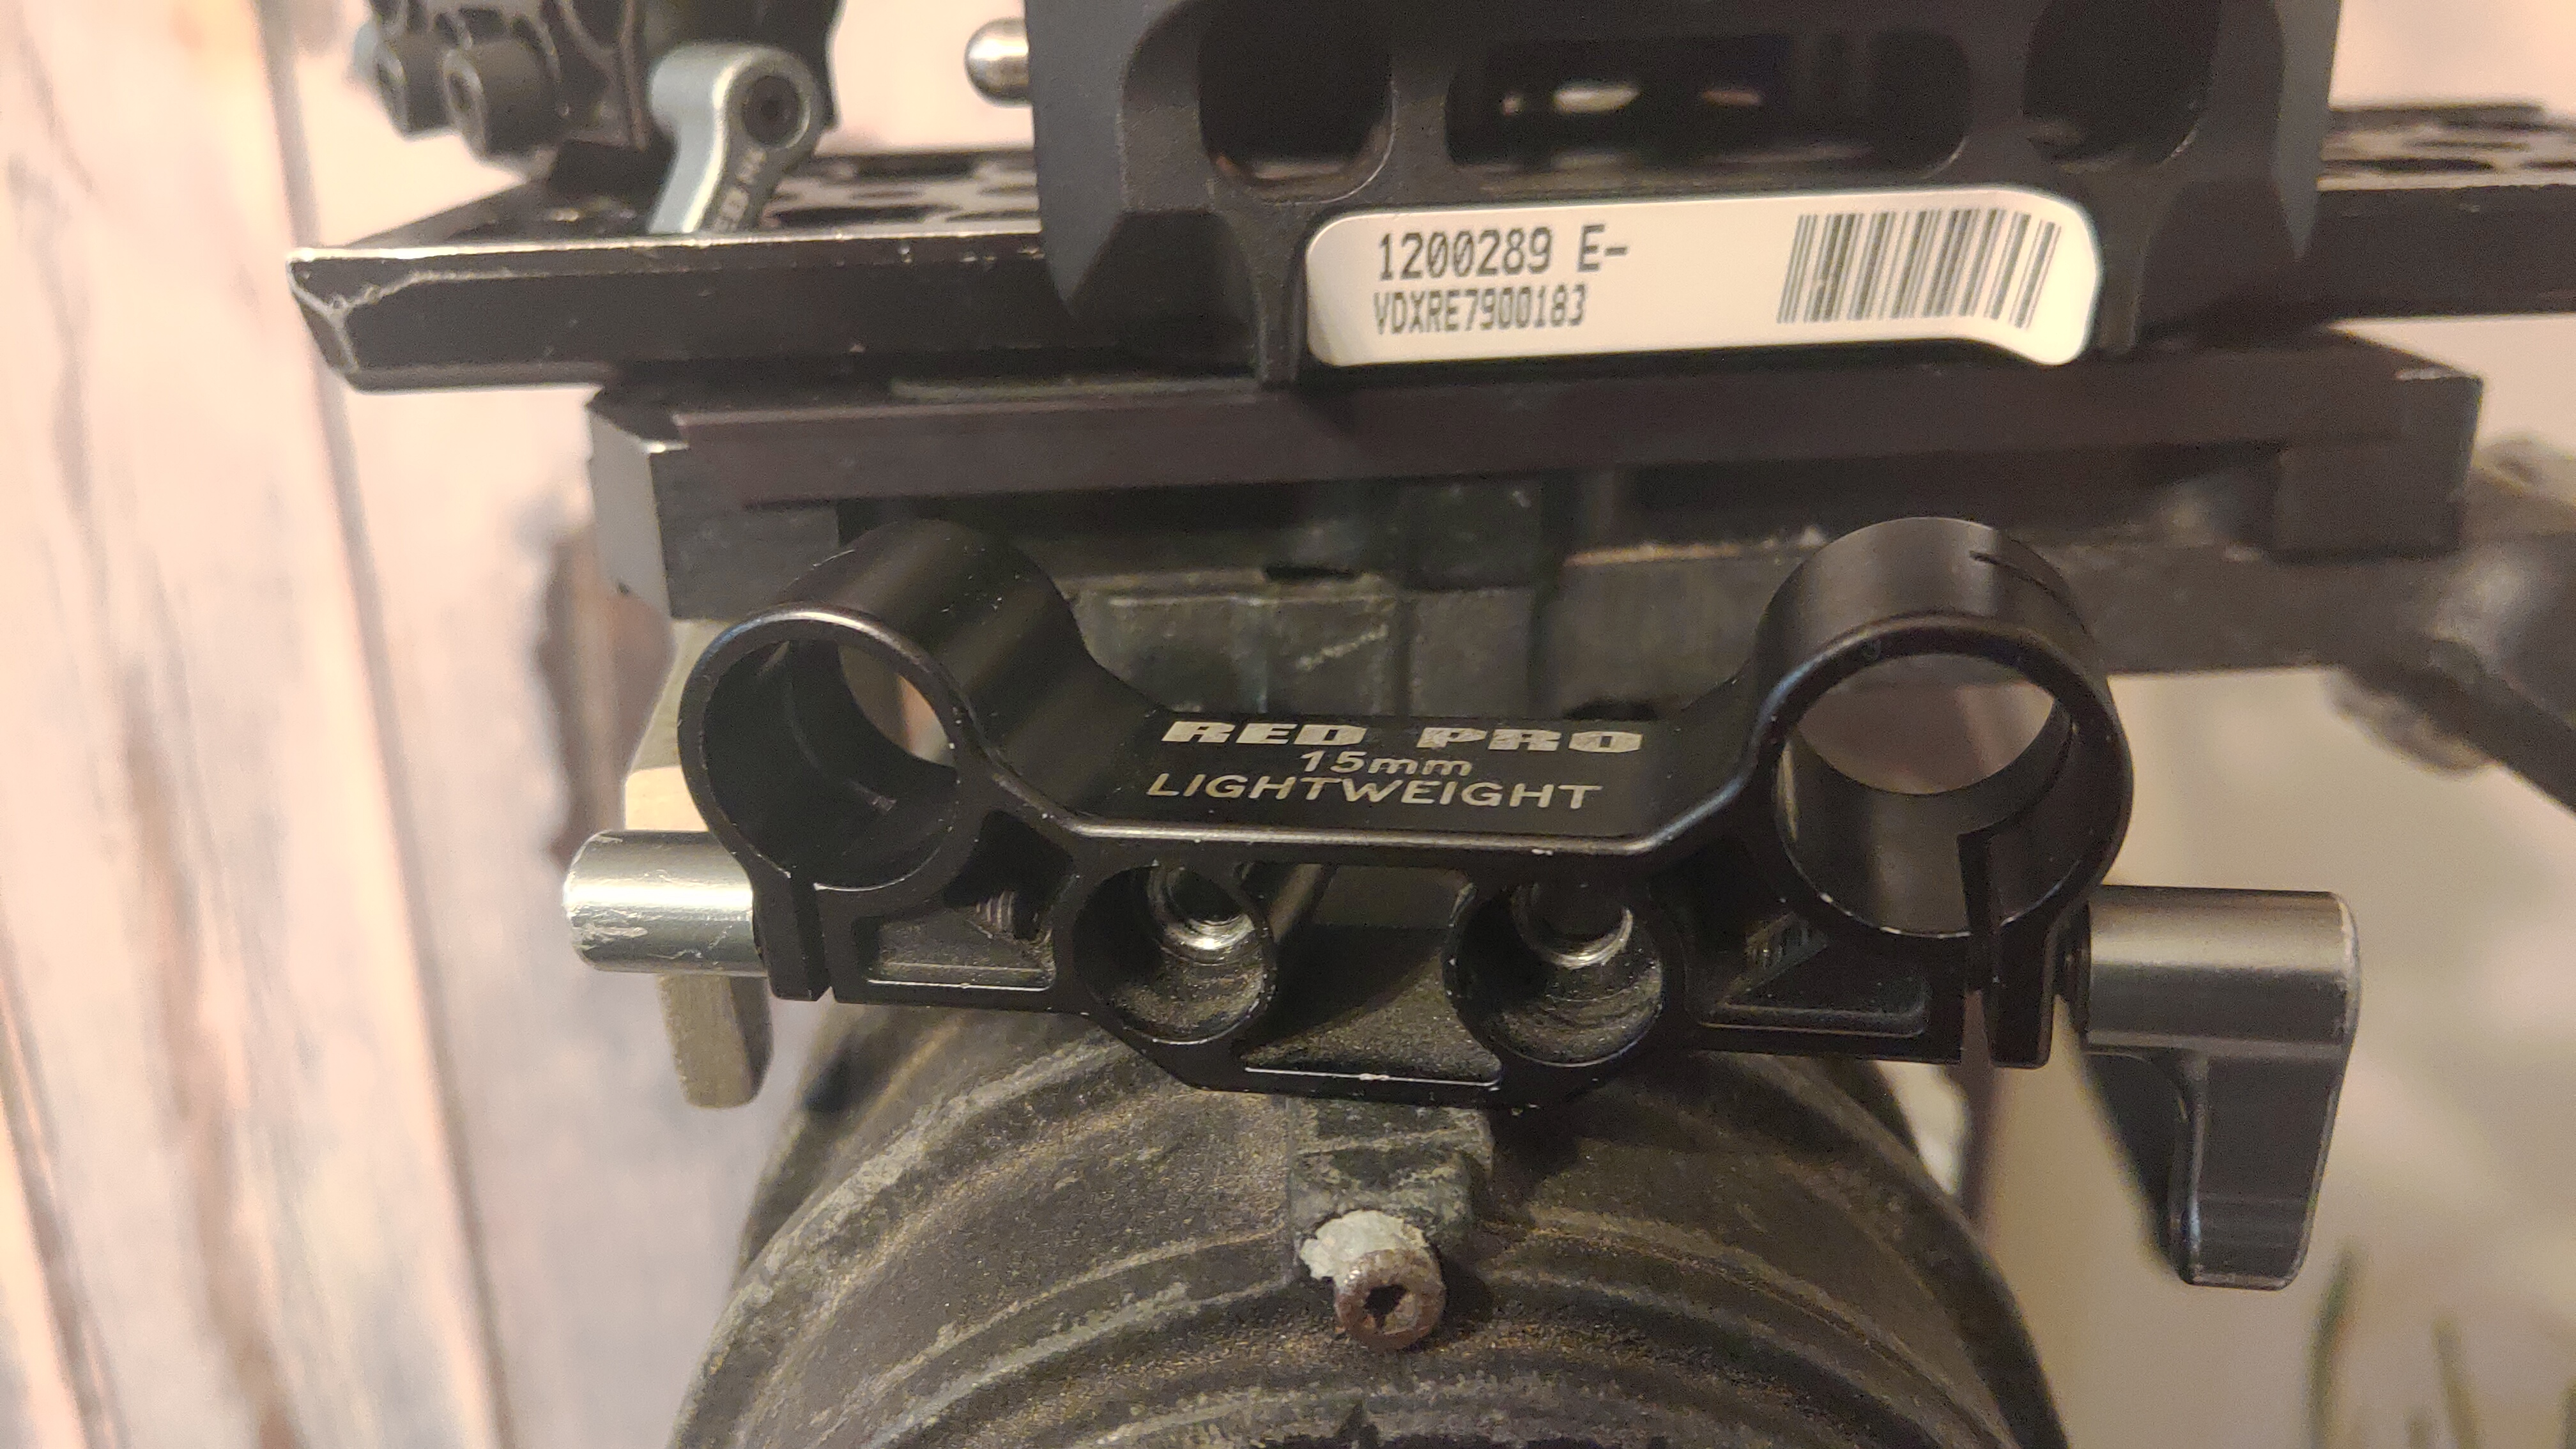 1200289 E-
VDXRE7900183
RED PRO
15mm
LIGHTWEIGHT